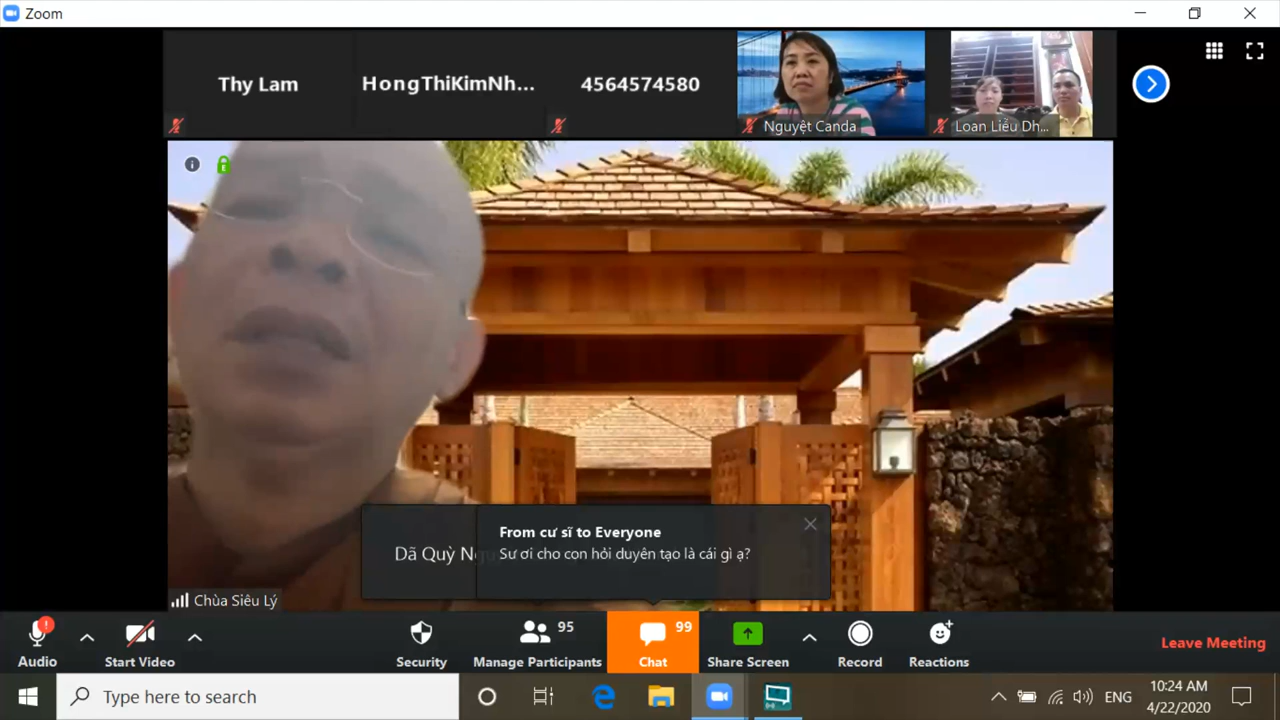 Zoom
Thy Lam
HongThiKimNh...
4564574580
Nguyệt Canda
Loan Liễu Dh...
From cư sĩ to Everyone
Dã Quỳ
Sư ơi cho con hỏi duyên tạo là cái gì ạ?
Chùa Siêu Lý
95
99
Audio
Start Video
Security
Manage Participants
Chat
Share Screen
Record
Reactions
Leave Meeting
Type here to search
ENG
10:24 AM
4/22/2020